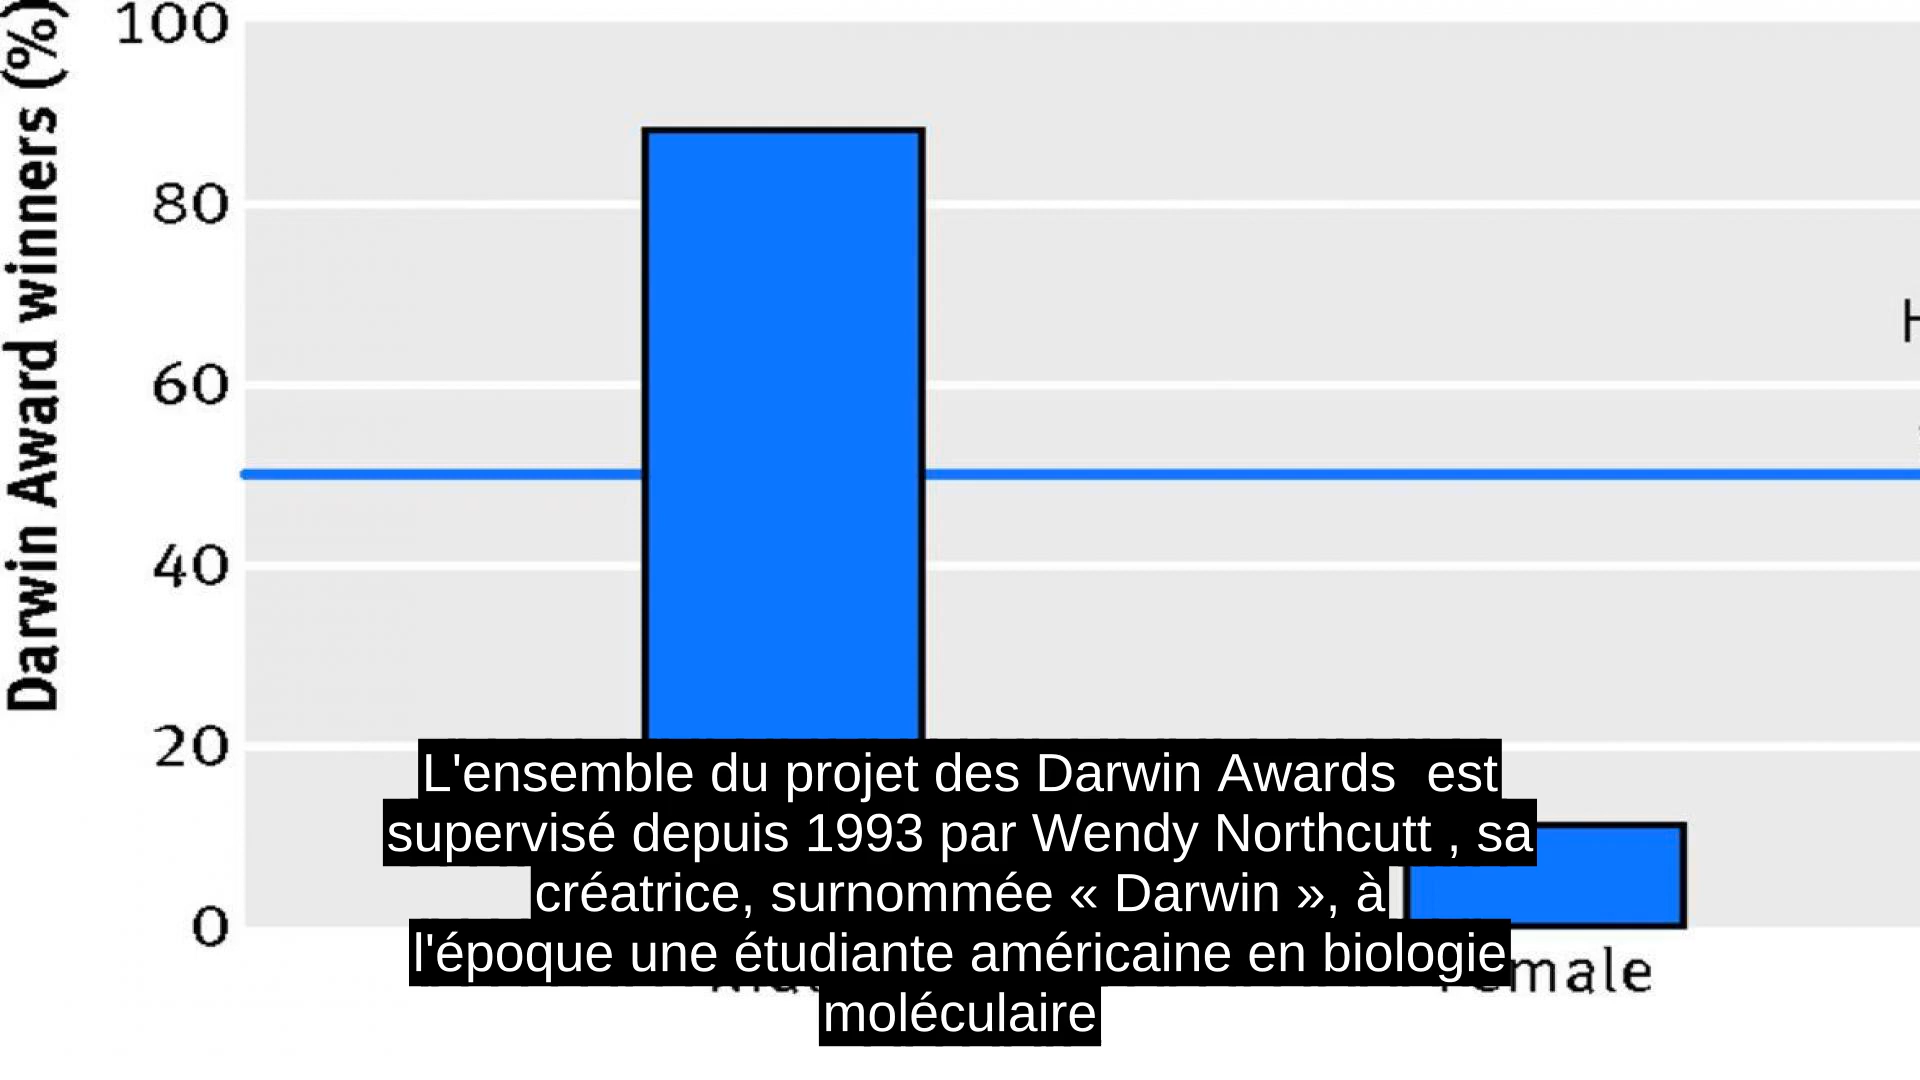 100
80
60
40
20
0
Darwin Award winners (%)
L'ensemble du projet des Darwin Awards  est
supervisé depuis 1993 par Wendy Northcutt , sa
créatrice, surnommée « Darwin », à
l'époque une étudiante américaine en biologie
moléculaire